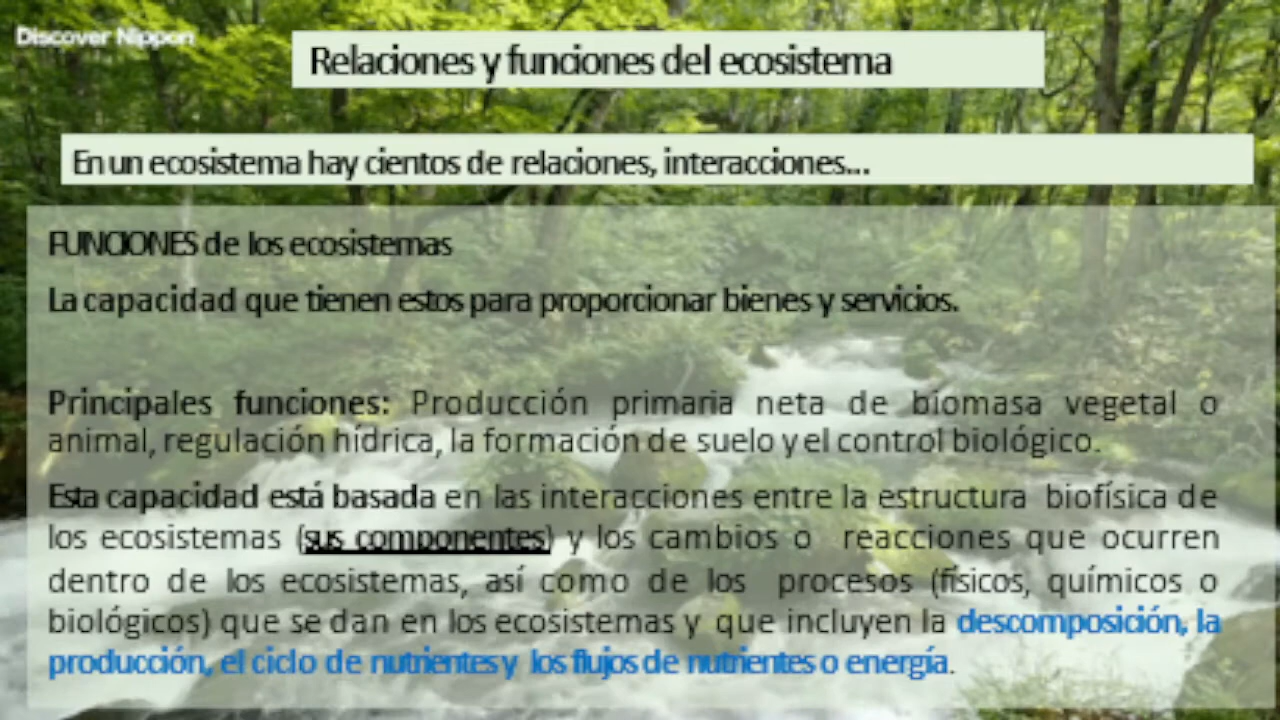 Discover Nippon
Relaciones y funciones del ecosistema
En un ecosistema hay cientos de relaciones, interacciones...
FUNCIONES de los ecosistemas
La capacidad que tienen estos para proporcionar bienes y servicios.
Principales funciones: Producción primaria neta de biomasa vegetal o
animal, regulación hídrica, la formación de suelo y el control biológico.
Esta capacidad está basada en las interacciones entre la estructura biofísica de
los ecosistemas (sus componentes) y los cambios o reacciones que ocurren
dentro de los ecosistemas, así como de los procesos (físicos, químicos o
biológicos) que se dan en los ecosistemas y que incluyen la descomposición, la
producción, el ciclo de nutrientes y los flujos de nutrientes o energía.